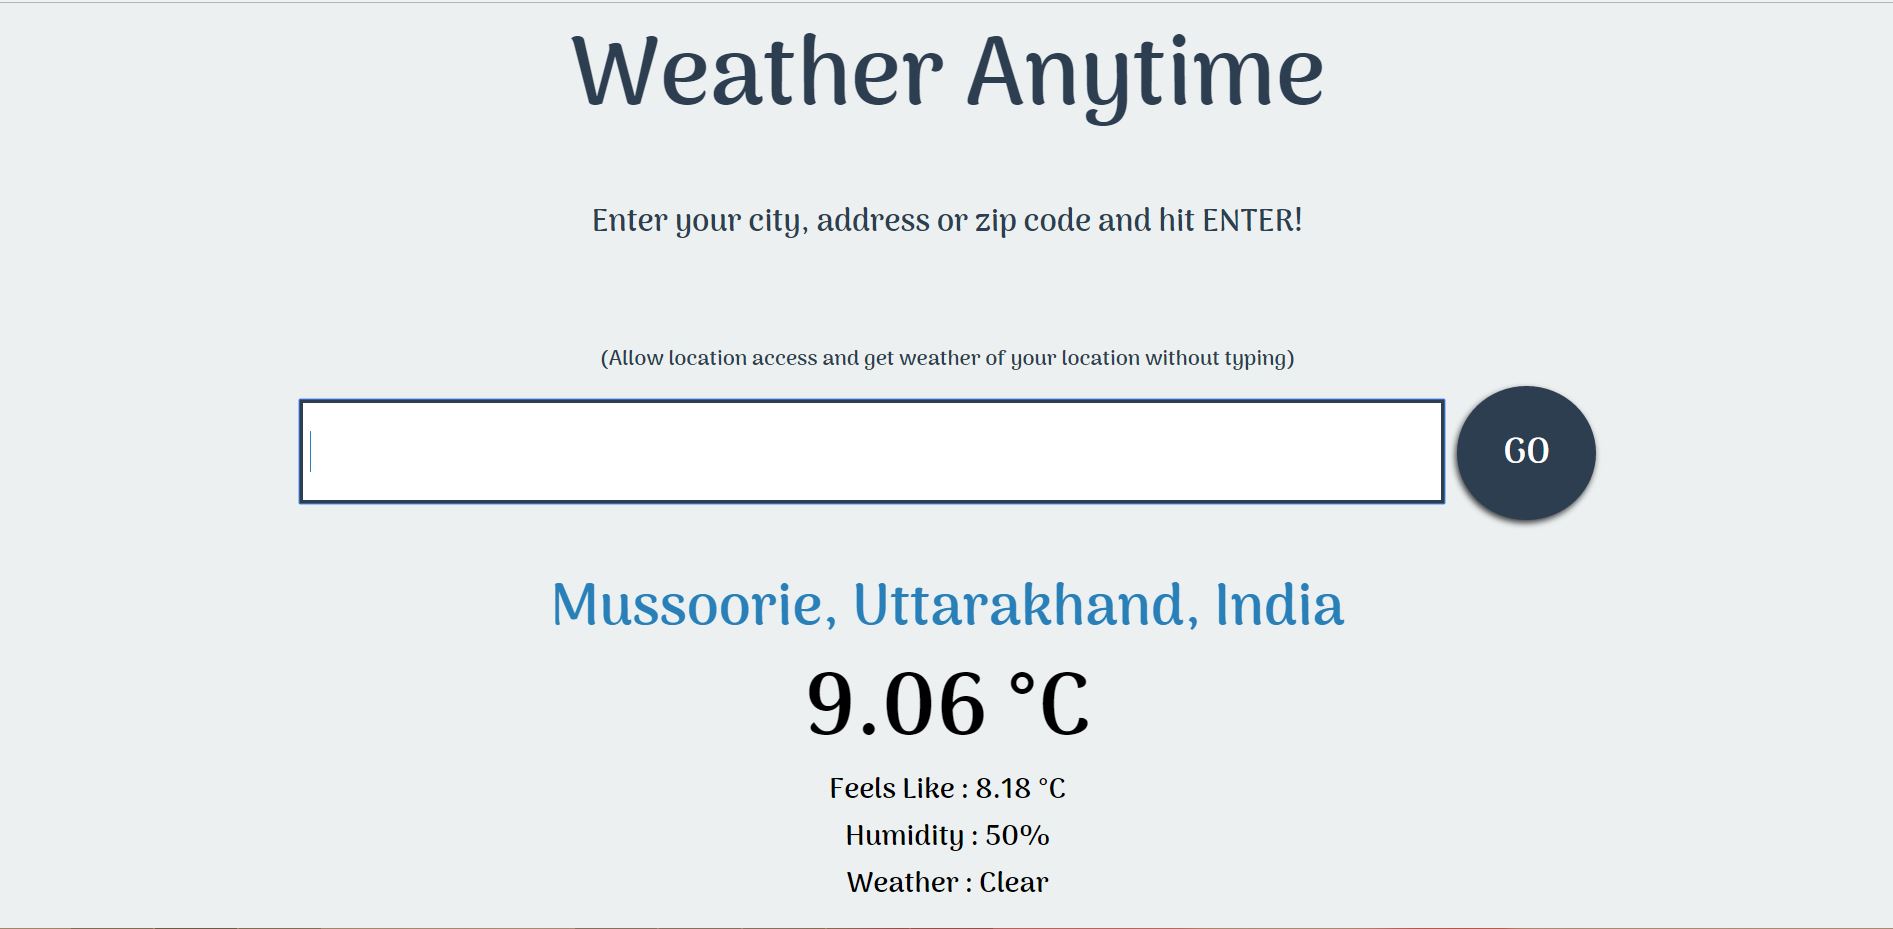 Weather Anytime
Enter your city, address or zip code and hit ENTER!
(Allow location access and get weather of your location without typing)
GO
Mussoorie, Uttarakhand, India
9.06 °C
Feels Like : 8.18 °C
Humidity : 50%
Weather : Clear